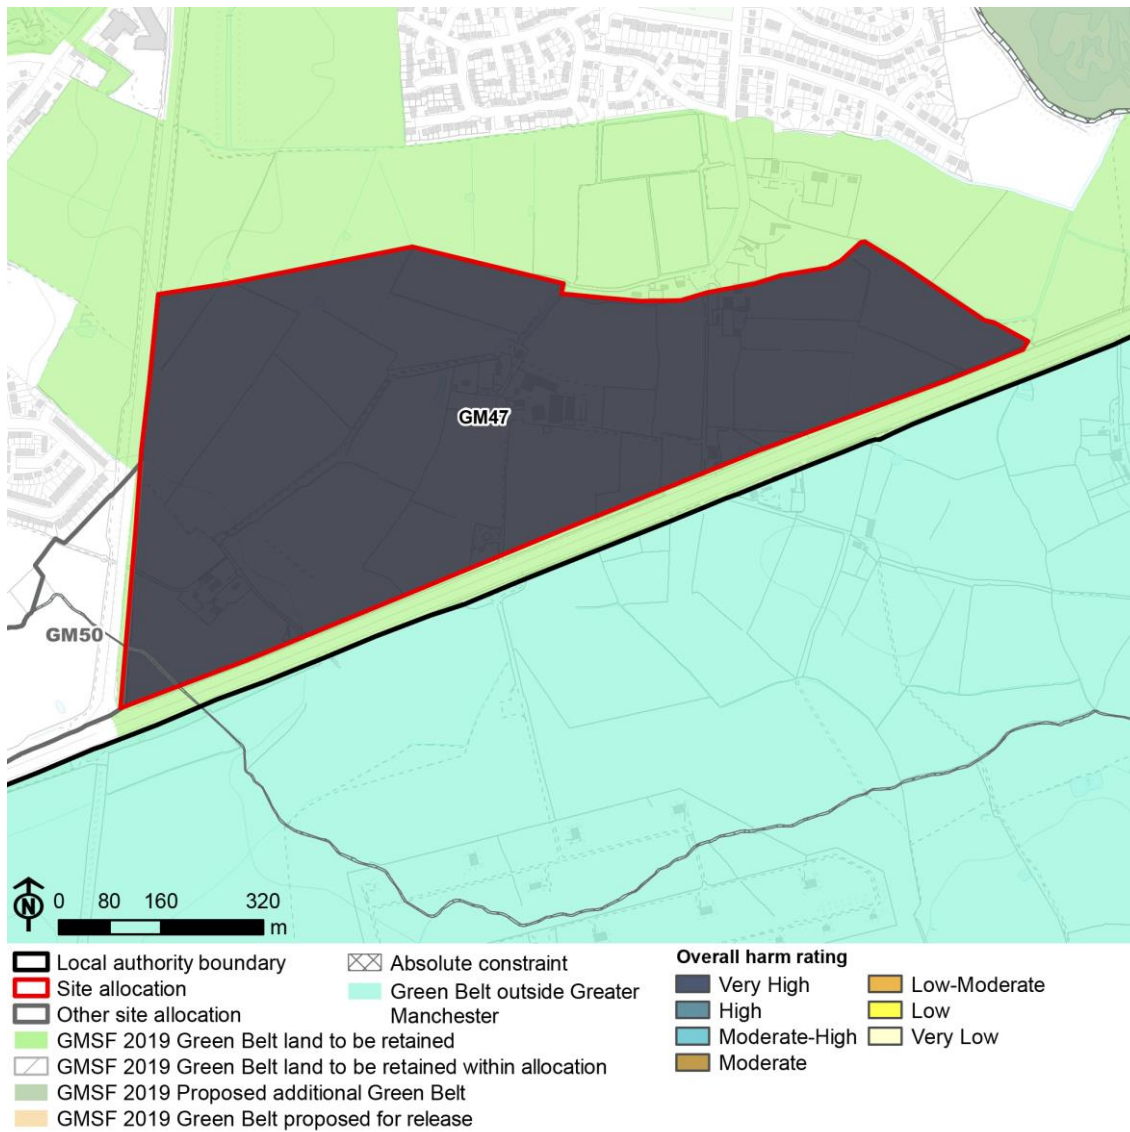 GM47
GM50
N
0 80 160 320
m
Local authority boundary
Site allocation
Other site allocation
GMSF 2019 Green Belt land to be retained
GMSF 2019 Green Belt land to be retained within allocation
GMSF 2019 Proposed additional Green Belt
GMSF 2019 Green Belt proposed for release
Absolute constraint
Green Belt outside Greater
Manchester
Overall harm rating
Very High
High
Moderate-High
Moderate
Low-Moderate
Low
Very Low